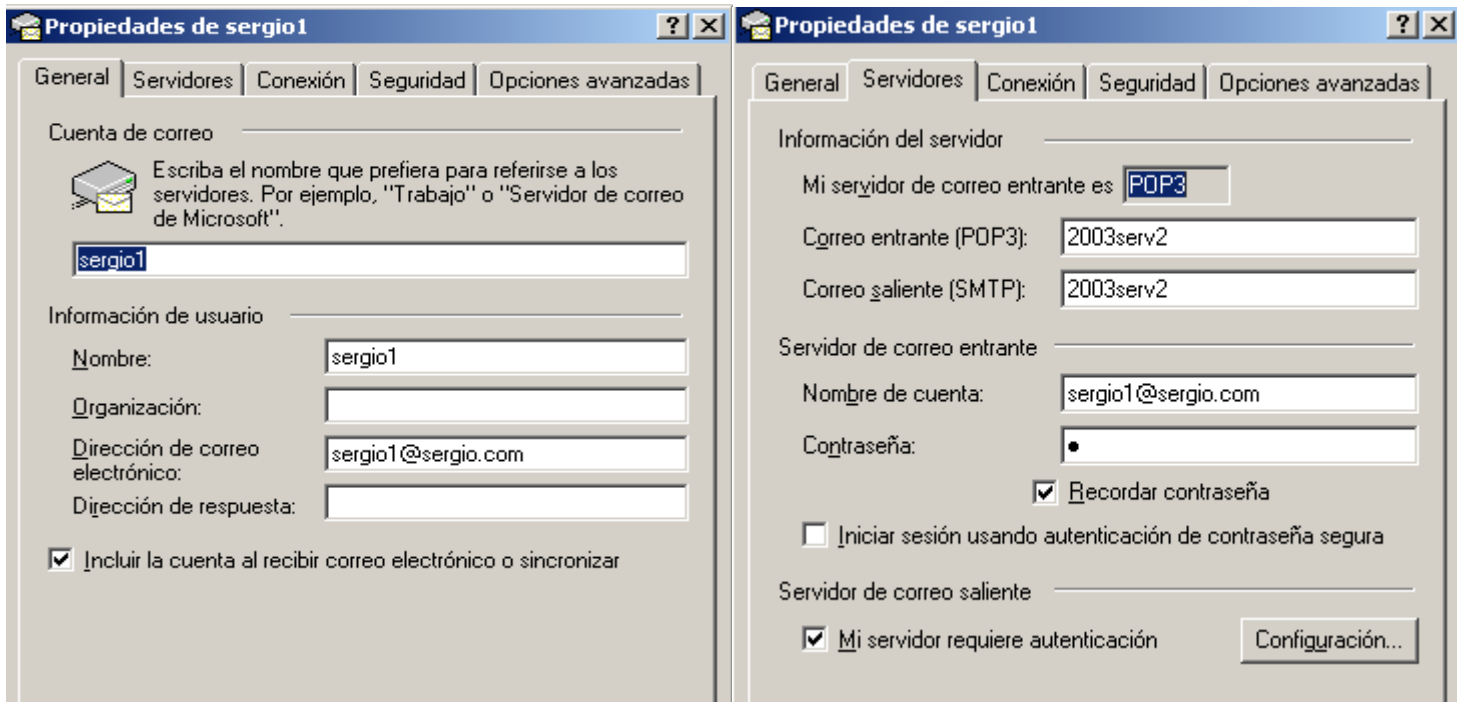 Propiedades de sergio1
General Servidores Conexión Seguridad Opciones avanzadas
Cuenta de correo
Escriba el nombre que prefiera para referirse a los
servidores. Por ejemplo, "Trabajo" o "Servidor de correo
de Microsoft".
sergio1
Información de usuario
Nombre: sergio1
Organización:
Dirección de correo
electrónico: sergio1@sergio.com
Dirección de respuesta:
Incluir la cuenta al recibir correo electrónico o sincronizar
Propiedades de sergio1
General Servidores Conexión Seguridad Opciones avanzadas
Información del servidor
Mi servidor de correo entrante es POP3
Correo entrante (POP3): 2003serv2
Correo saliente (SMTP): 2003serv2
Servidor de correo entrante
Nombre de cuenta: sergio1@sergio.com
Contraseña: ●
Recordar contraseña
Iniciar sesión usando autenticación de contraseña segura
Servidor de correo saliente
Mi servidor requiere autenticación Configuración...